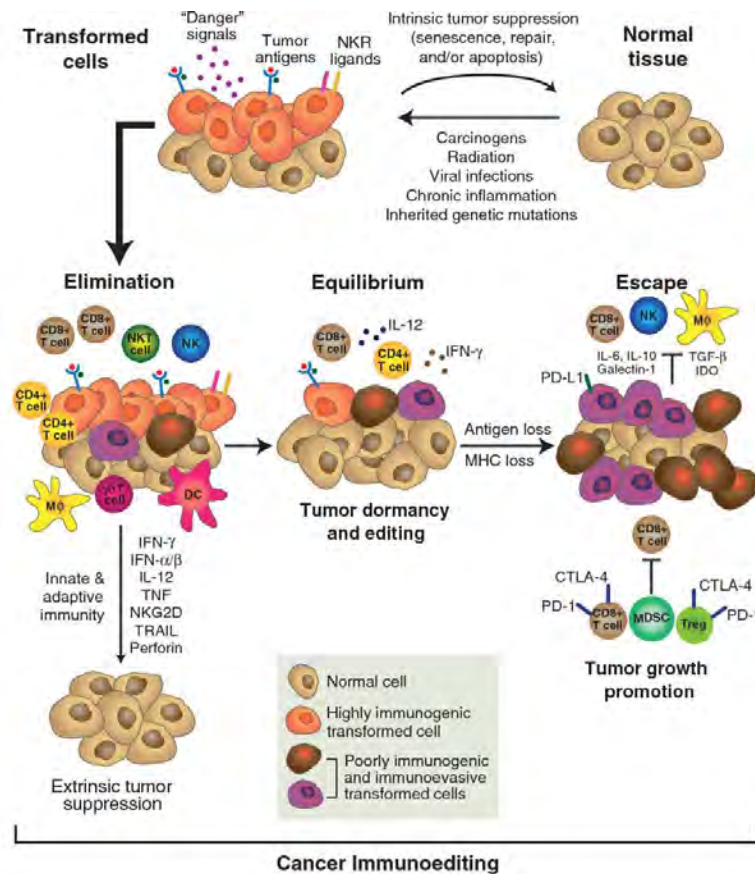 Transformed
cells
"Danger"
signals
Tumor
antigens
NKR
ligands
Intrinsic tumor suppression
(senescence, repair,
and/or apoptosis)
Normal
tissue
Carcinogens
Radiation
Viral infections
Chronic inflammation
Inherited genetic mutations
Elimination
CD8+
T cell
CD8+
T cell
NKT
cell
NK
CD4+
T cell
CD4+
T cell
Mϕ
γδ T
cell
DC
Innate &
adaptive
immunity
IFN-γ
IFN-α/β
IL-12
TNF
NKG2D
TRAIL
Perforin
Extrinsic tumor
suppression
Equilibrium
CD8+
T cell
IL-12
CD4+
T cell
IFN-γ
Tumor dormancy
and editing
Antigen loss
MHC loss
Escape
CD8+
T cell
NK
Mϕ
IL-6, IL-10
Galectin-1
TGF-β
IDO
PD-L1
CD8+
T cell
CTLA-4
PD-1
CD8+
T cell
MDSC
Treg
CTLA-4
PD-
Tumor growth
promotion
Normal cell
Highly immunogenic
transformed cell
Poorly immunogenic
and immunoevasive
transformed cells
Cancer Immunoediting